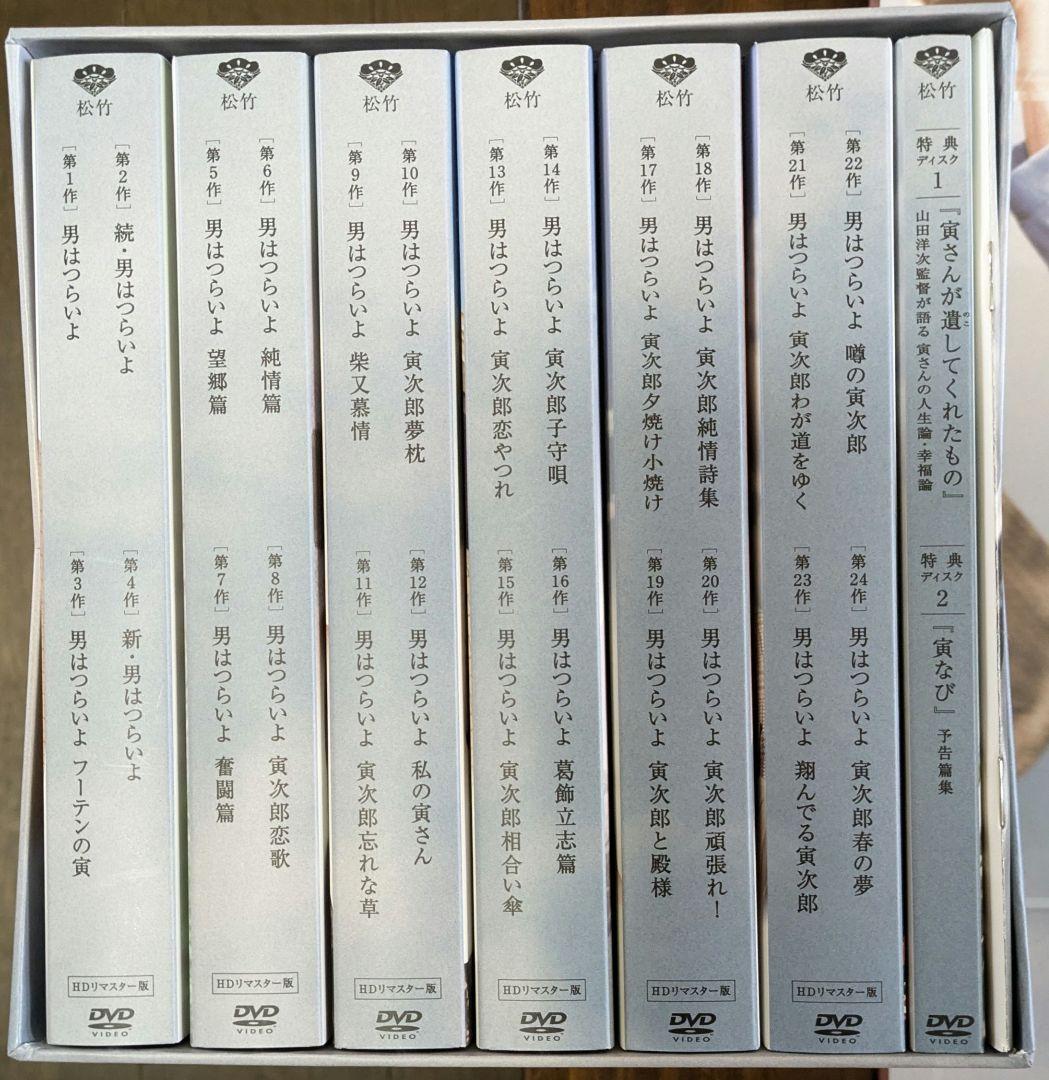 松竹
[第2作] 続・男はつらいよ
[第1作] 男はつらいよ
[第4作] 新・男はつらいよ
[第3作] 男はつらいよ フーテンの寅
HDリマスター版
DVD
VIDEO
松竹
[第6作] 男はつらいよ 純情篇
[第5作] 男はつらいよ 望郷篇
[第8作] 男はつらいよ 寅次郎恋歌
[第7作] 男はつらいよ 奮闘篇
HDリマスター版
DVD
VIDEO
松竹
[第10作] 男はつらいよ 寅次郎夢枕
[第9作] 男はつらいよ 柴又慕情
[第12作] 男はつらいよ 私の寅さん
[第11作] 男はつらいよ 寅次郎忘れな草
HDリマスター版
DVD
VIDEO
松竹
[第14作] 男はつらいよ 寅次郎子守唄
[第13作] 男はつらいよ 寅次郎恋やつれ
[第16作] 男はつらいよ 葛飾立志篇
[第15作] 男はつらいよ 寅次郎相合い傘
HDリマスター版
DVD
VIDEO
松竹
[第18作] 男はつらいよ 寅次郎純情詩集
[第17作] 男はつらいよ 寅次郎夕焼け小焼け
[第20作] 男はつらいよ 寅次郎頑張れ!
[第19作] 男はつらいよ 寅次郎と殿様
HDリマスター版
DVD
VIDEO
松竹
[第22作] 男はつらいよ 噂の寅次郎
[第21作] 男はつらいよ 寅次郎わが道をゆく
[第24作] 男はつらいよ 寅次郎春の夢
[第23作] 男はつらいよ 翔んでる寅次郎
HDリマスター版
DVD
VIDEO
松竹
特典
ディスク
1
『寅さんが遺してくれたもの』
のこ
山田洋次監督が語る 寅さんの人生論・幸福論
特典
ディスク
2
『寅なび』 予告篇集
DVD
VIDEO